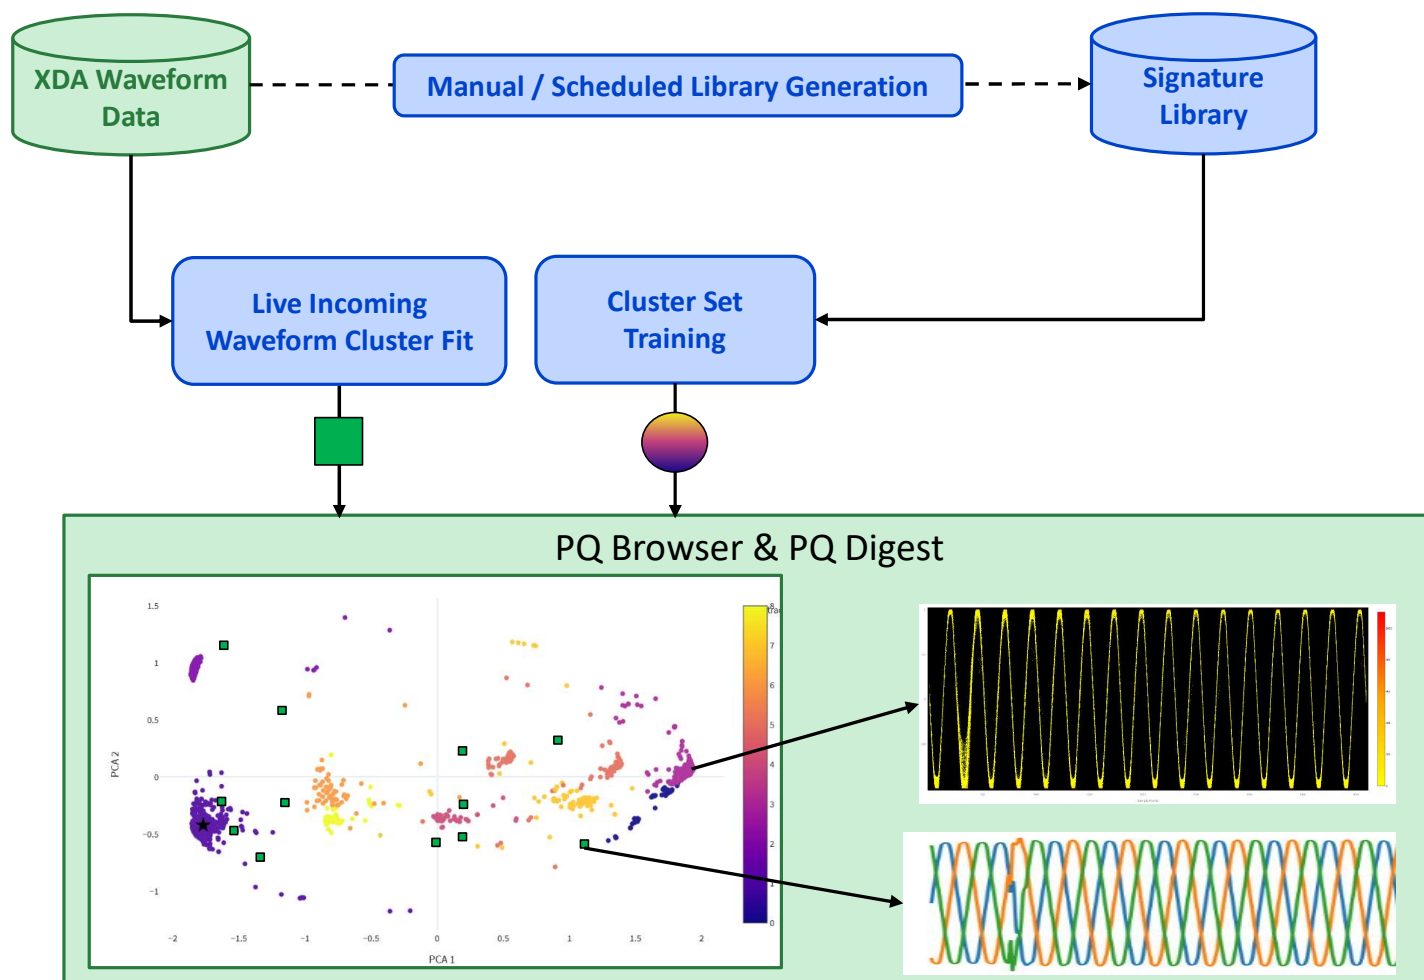 XDA Waveform
Data
Manual / Scheduled Library Generation
Signature
Library
Live Incoming
Waveform Cluster Fit
Cluster Set
Training
PQ Browser & PQ Digest
1.5
1
0.5
0
−0.5
−1
PCA 2
−2
−1.5
−1
−0.5
0
0.5
1
1.5
2
PCA 1
8
7
6
5
4
3
2
1
0